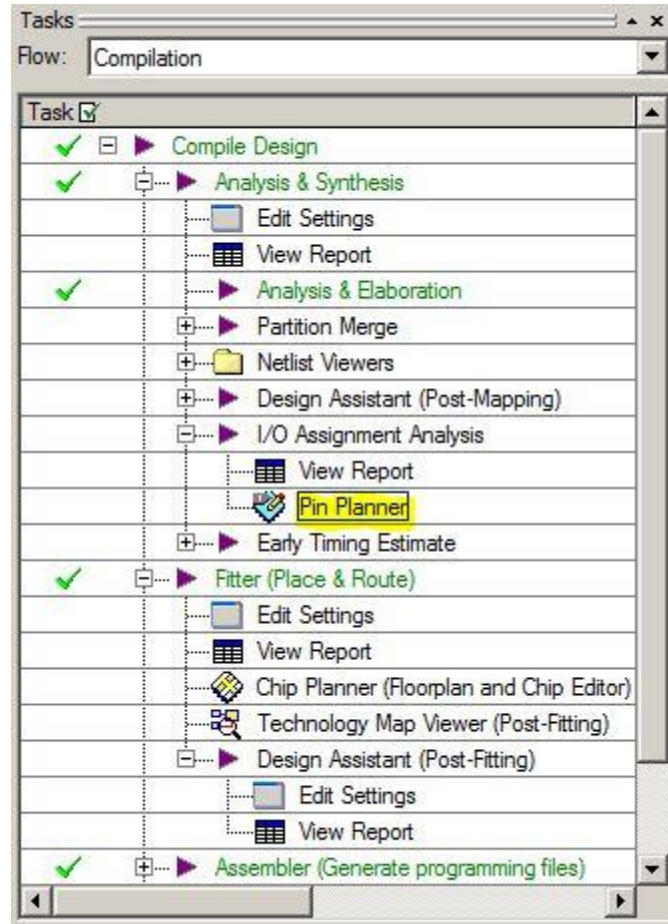 Tasks
Flow: Compilation
Task
Compile Design
Analysis & Synthesis
Edit Settings
View Report
Analysis & Elaboration
Partition Merge
Netlist Viewers
Design Assistant (Post-Mapping)
I/O Assignment Analysis
View Report
Pin Planner
Early Timing Estimate
Fitter (Place & Route)
Edit Settings
View Report
Chip Planner (Floorplan and Chip Editor)
Technology Map Viewer (Post-Fitting)
Design Assistant (Post-Fitting)
Edit Settings
View Report
Assembler (Generate programming files)